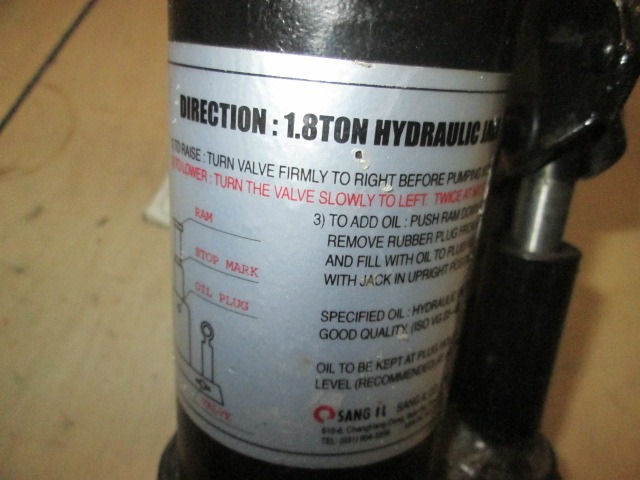 DIRECTION : 1.8TON HYDRAULIC
TO RAISE : TURN VALVE FIRMLY TO RIGHT BEFORE PUMPING
TO LOWER : TURN THE VALVE SLOWLY TO LEFT. TWICE AT
3) TO ADD OIL : PUSH RAM DOWN
REMOVE RUBBER PLUG FROM
AND FILL WITH OIL TO PLUG
WITH JACK IN UPRIGHT
RAM
STOP MARK
OIL PLUG
VALVE
SPECIFIED OIL : HYDRAULIC
GOOD QUALITY. (ISO VG
OIL TO BE KEPT AT PLUG
LEVEL (RECOMMENDED
SANG IL SANG IL